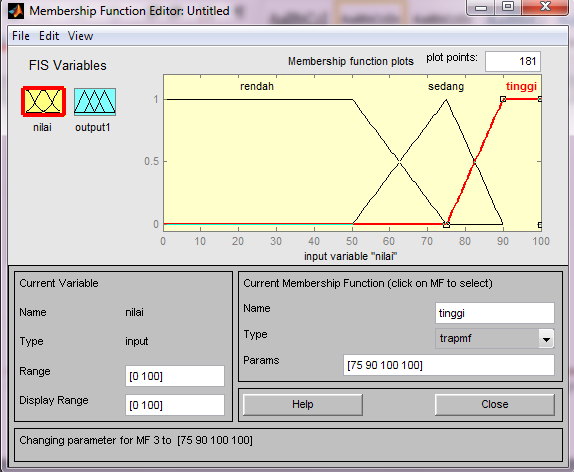 Membership Function Editor: Untitled
File Edit View
FIS Variables
nilai
output1
Membership function plots
plot points:
181
rendah
sedang
tinggi
1
0.5
0
0 10 20 30 40 50 60 70 80 90 100
input variable "nilai"
Current Variable
Name nilai
Type input
Range [0 100]
Display Range [0 100]
Current Membership Function (click on MF to select)
Name tinggi
Type trapmf
Params [75 90 100 100]
Help
Close
Changing parameter for MF 3 to [75 90 100 100]